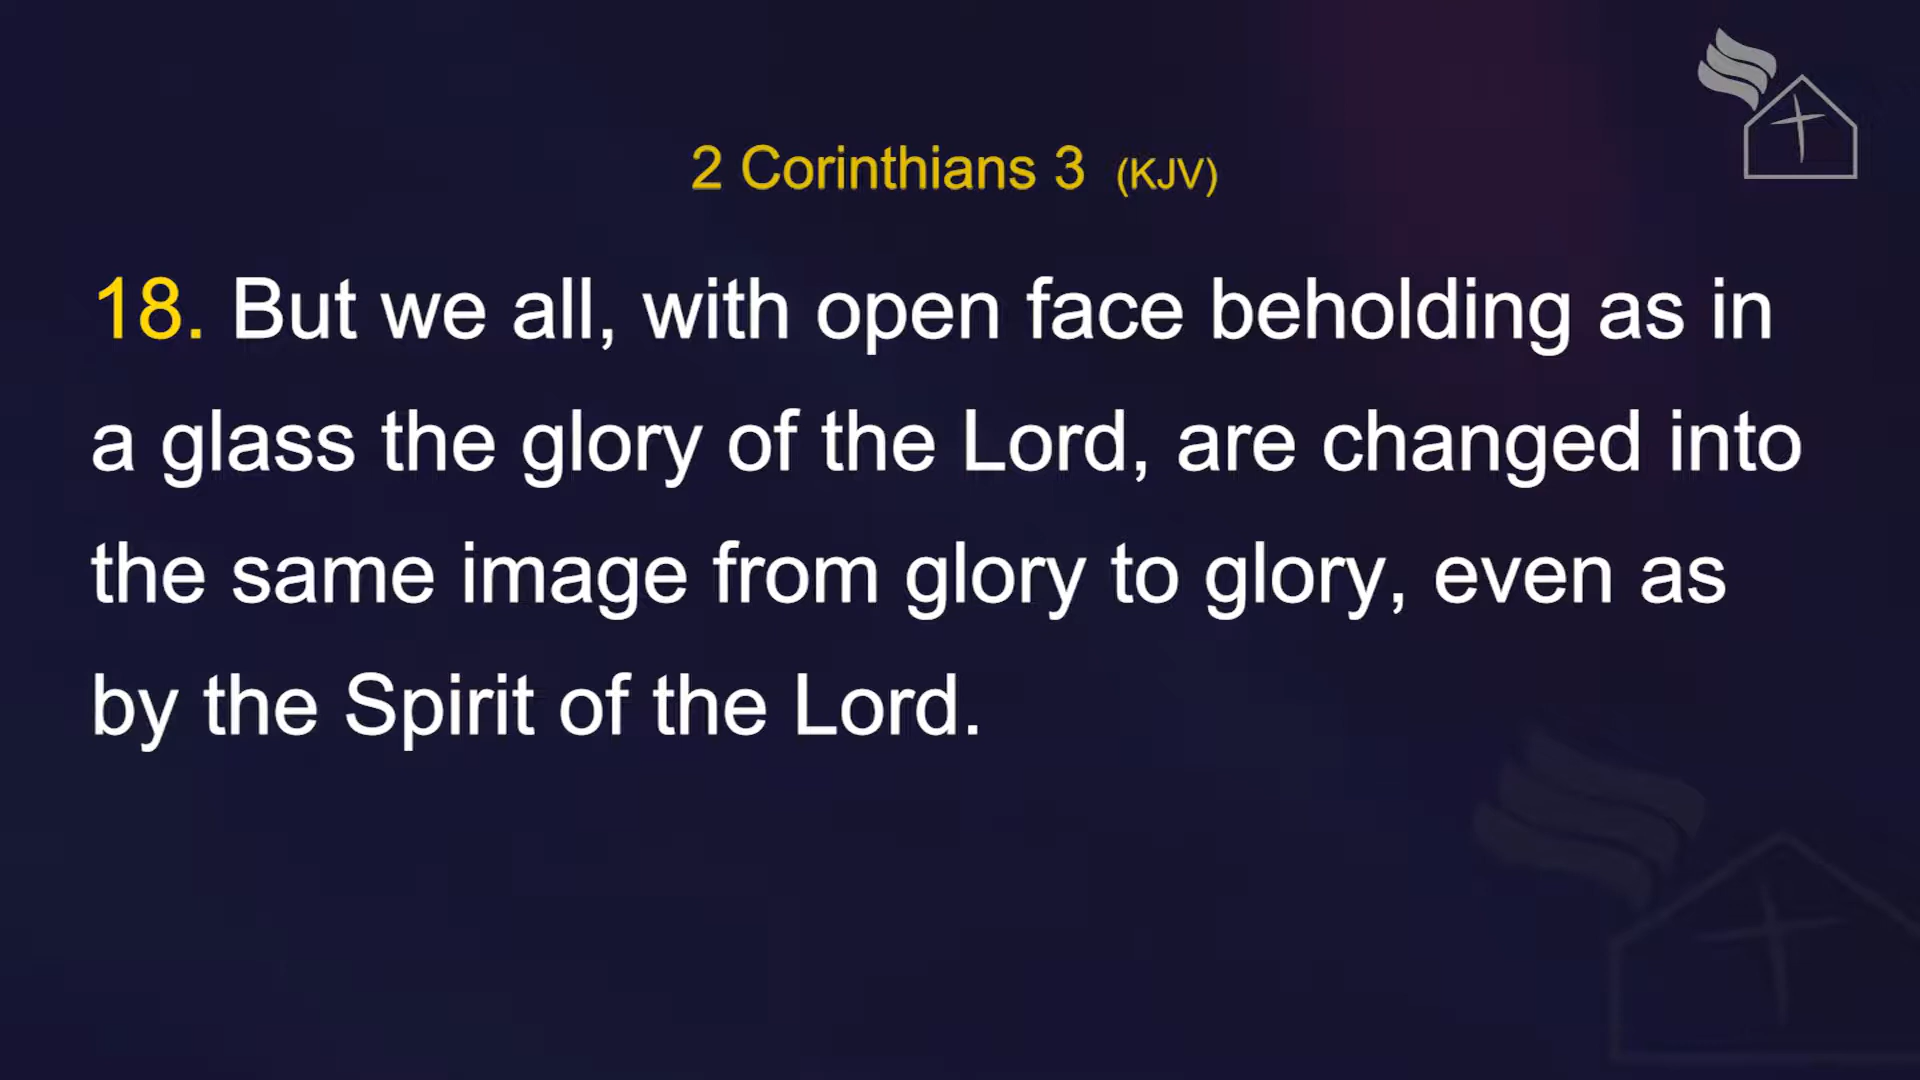 2 Corinthians 3 (KJV)
18. But we all, with open face beholding as in
a glass the glory of the Lord, are changed into
the same image from glory to glory, even as
by the Spirit of the Lord.